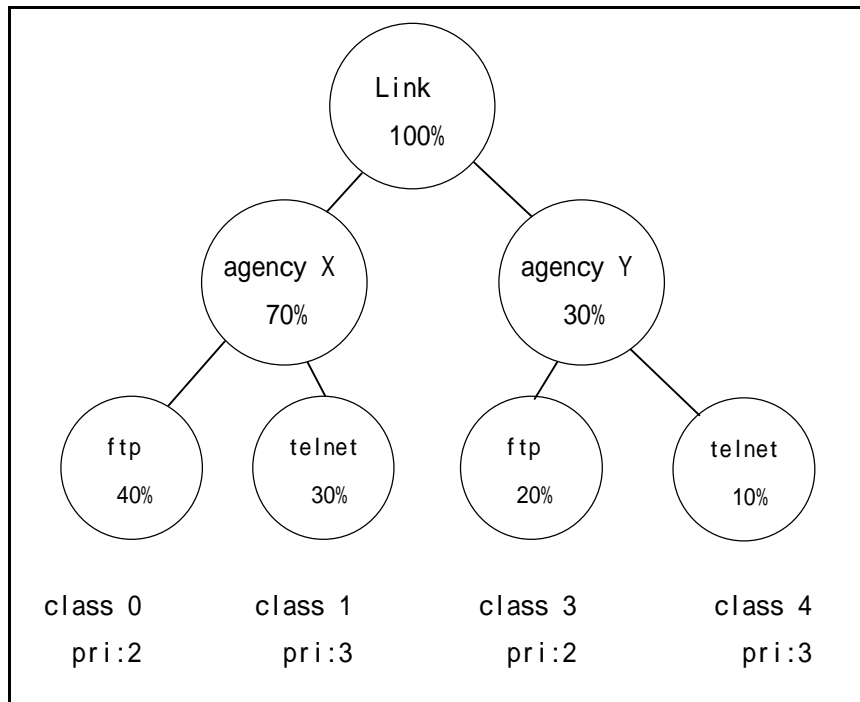 Link
100%
agency X
70%
agency Y
30%
ftp
40%
telnet
30%
ftp
20%
telnet
10%
class 0
pri:2
class 1
pri:3
class 3
pri:2
class 4
pri:3